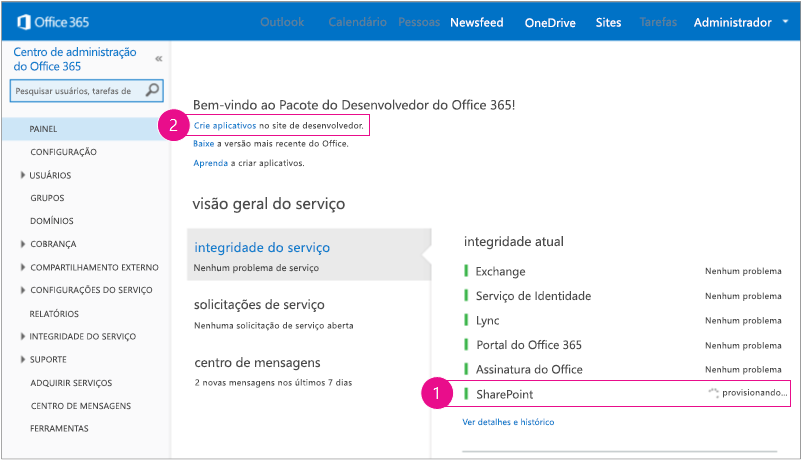 Office 365
Outlook Calendário Pessoas Newsfeed OneDrive Sites Tarefas Administrador
Centro de administração
do Office 365
«
Pesquisar usuários, tarefas de
PAINEL
CONFIGURAÇÃO
USUÁRIOS
GRUPOS
DOMÍNIOS
COBRANÇA
COMPARTILHAMENTO EXTERNO
CONFIGURAÇÕES DO SERVIÇO
RELATÓRIOS
INTEGRIDADE DO SERVIÇO
SUPORTE
ADQUIRIR SERVIÇOS
CENTRO DE MENSAGENS
FERRAMENTAS
Bem-vindo ao Pacote do Desenvolvedor do Office 365!
2 Crie aplicativos no site de desenvolvedor.
Baixe a versão mais recente do Office.
Aprenda a criar aplicativos.
visão geral do serviço
integridade do serviço
Nenhum problema de serviço
solicitações de serviço
Nenhuma solicitação de serviço aberta
centro de mensagens
2 novas mensagens nos últimos 7 dias
integridade atual
Exchange Nenhum problema
Serviço de Identidade Nenhum problema
Lync Nenhum problema
Portal do Office 365 Nenhum problema
Assinatura do Office Nenhum problema
1 SharePoint provisionando...
Ver detalhes e histórico